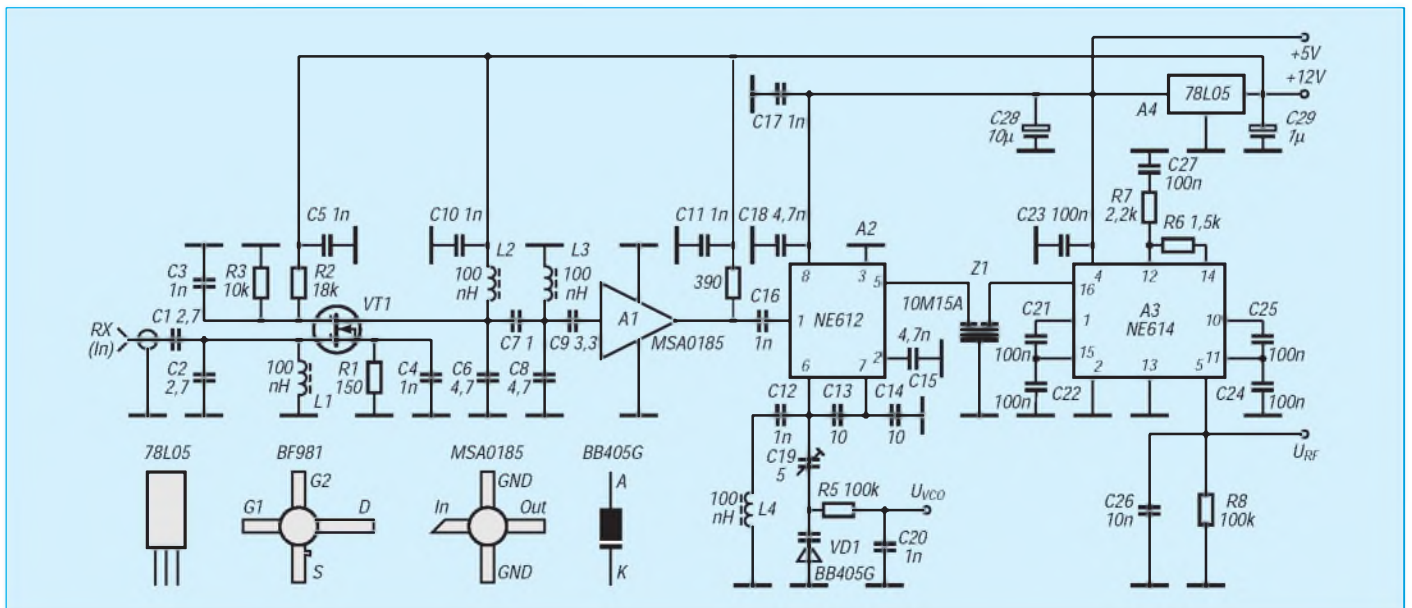 +5V
+12V
78L05
A4
C17 1n
C28
10µ
C29
1µ
C27
100n
R7
2,2k
R6 1,5k
C5 1n
C10 1n
L2
L3
C11 1n
C18 4,7n
A2
C23 100n
C3
1n
R3
10k
R2
18k
VT1
100
nH
100
nH
390
C16
1n
8
3
5
1
NE612
2
6
7
Z1
10M15A
4
12
14
16
1
A3
NE614
10
15
11
2
13
5
C21
100n
C25
100n
RX
(In)
C1 2,7
A1
MSA0185
C7 1
C9 3,3
4,7n
C15
C2
2,7
100
nH
L1
R1
150
C4
1n
C6
4,7
C8
4,7
C12
1n
C13
10
C14
10
100n
C22
C24
100n
78L05
BF981
MSA0185
BB405G
G2
G1
D
S
GND
In
Out
GND
A
K
C19
5
100
nH
L4
R5 100k
UVCO
VD1
BB405G
C20
1n
URF
C26
10n
R8
100k